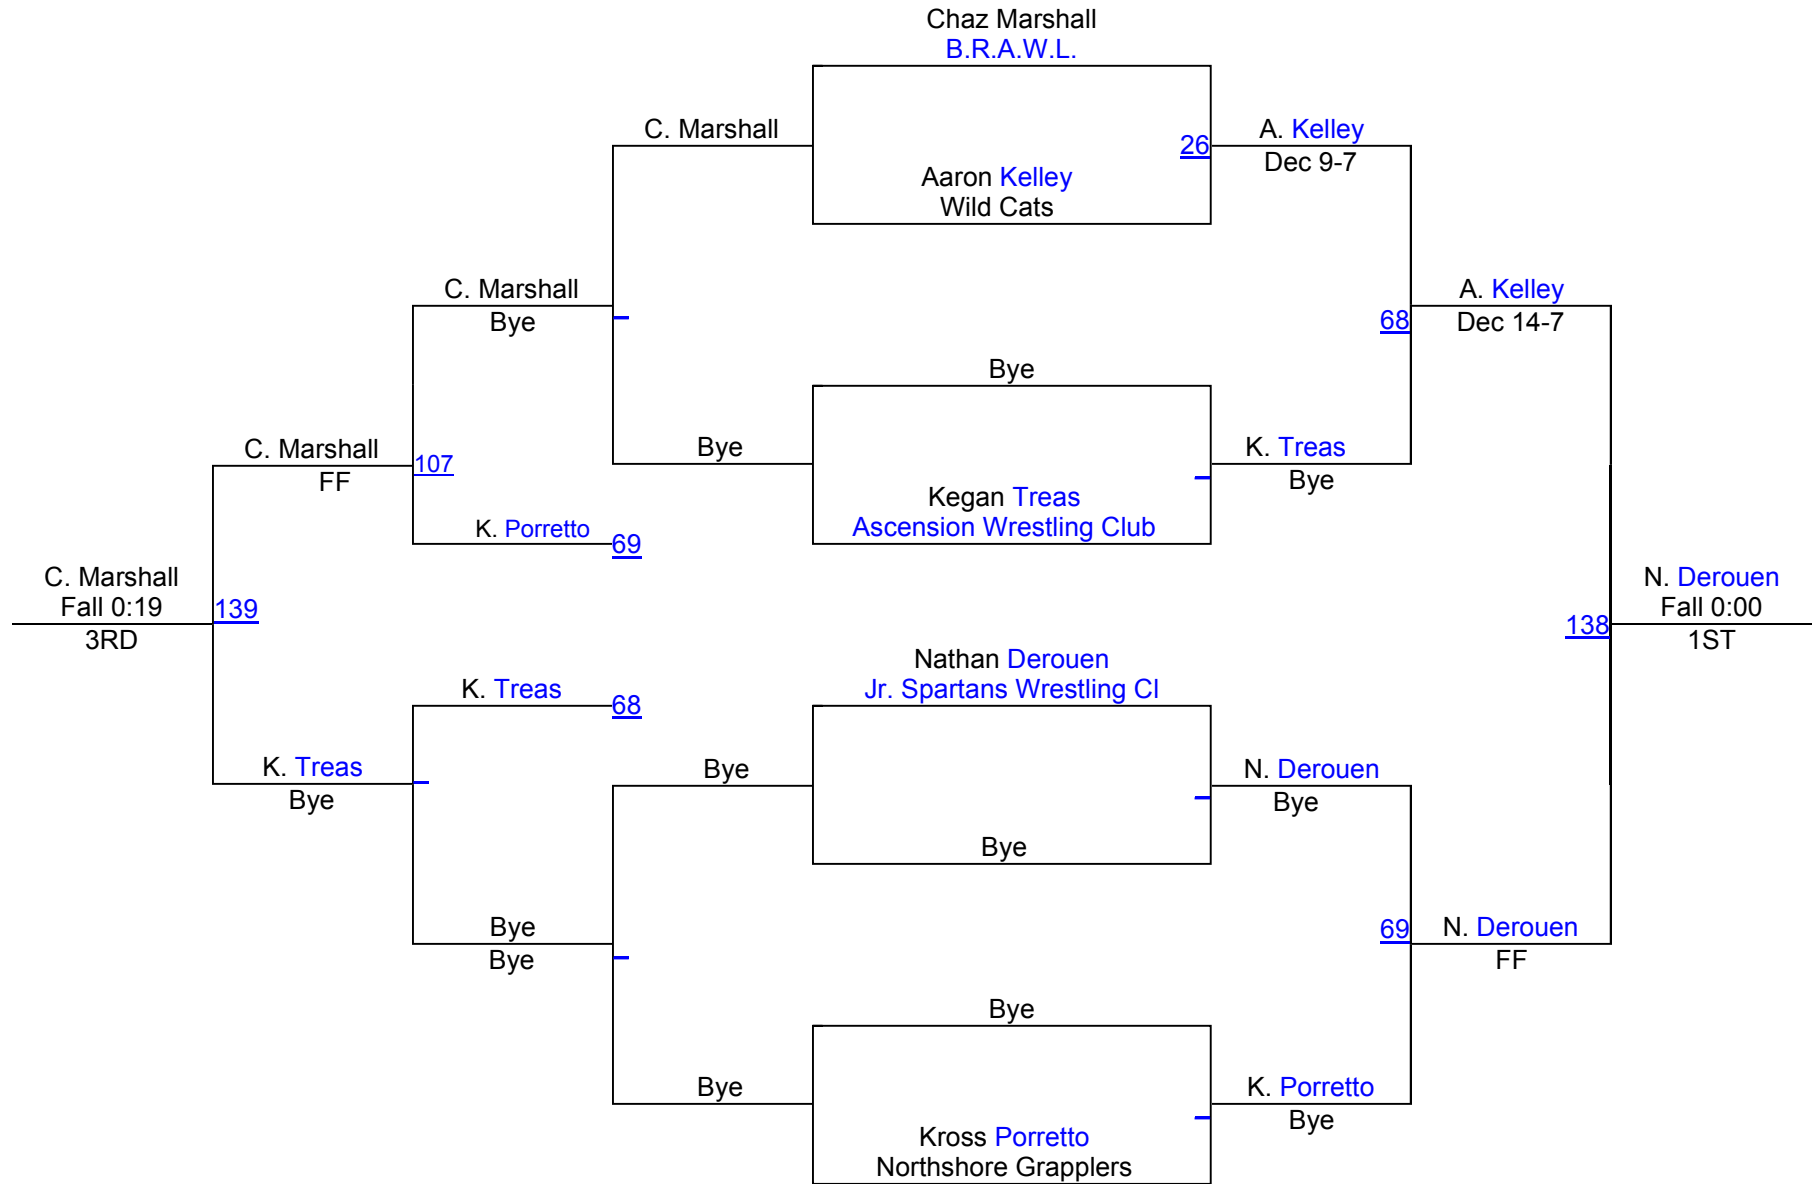 Chaz Marshall
B.R.A.W.L.
C. Marshall
26
A. Kelley
Dec 9-7
Aaron Kelley
Wild Cats
C. Marshall
Bye
A. Kelley
Dec 14-7
68
Bye
C. Marshall
FF
107
Bye
K. Treas
Bye
Kegan Treas
Ascension Wrestling Club
K. Porretto
69
C. Marshall
Fall 0:19
3RD
139
N. Derouen
Fall 0:00
1ST
138
Nathan Derouen
Jr. Spartans Wrestling Cl
K. Treas
68
K. Treas
Bye
Bye
N. Derouen
Bye
Bye
Bye
Bye
69
N. Derouen
FF
Bye
Bye
K. Porretto
Bye
Kross Porretto
Northshore Grapplers